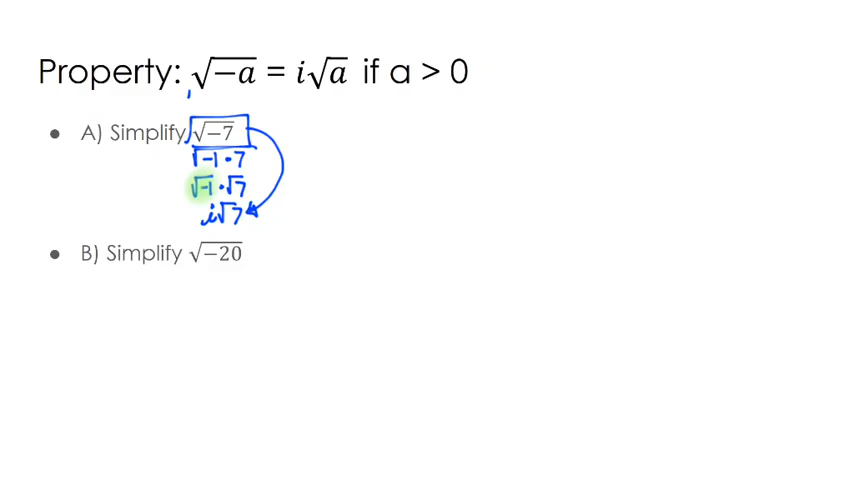 Property: √−a = i√a if a > 0
● A) Simplify √−7
√−1 · 7
√−1 · √7
i√7
● B) Simplify √−20